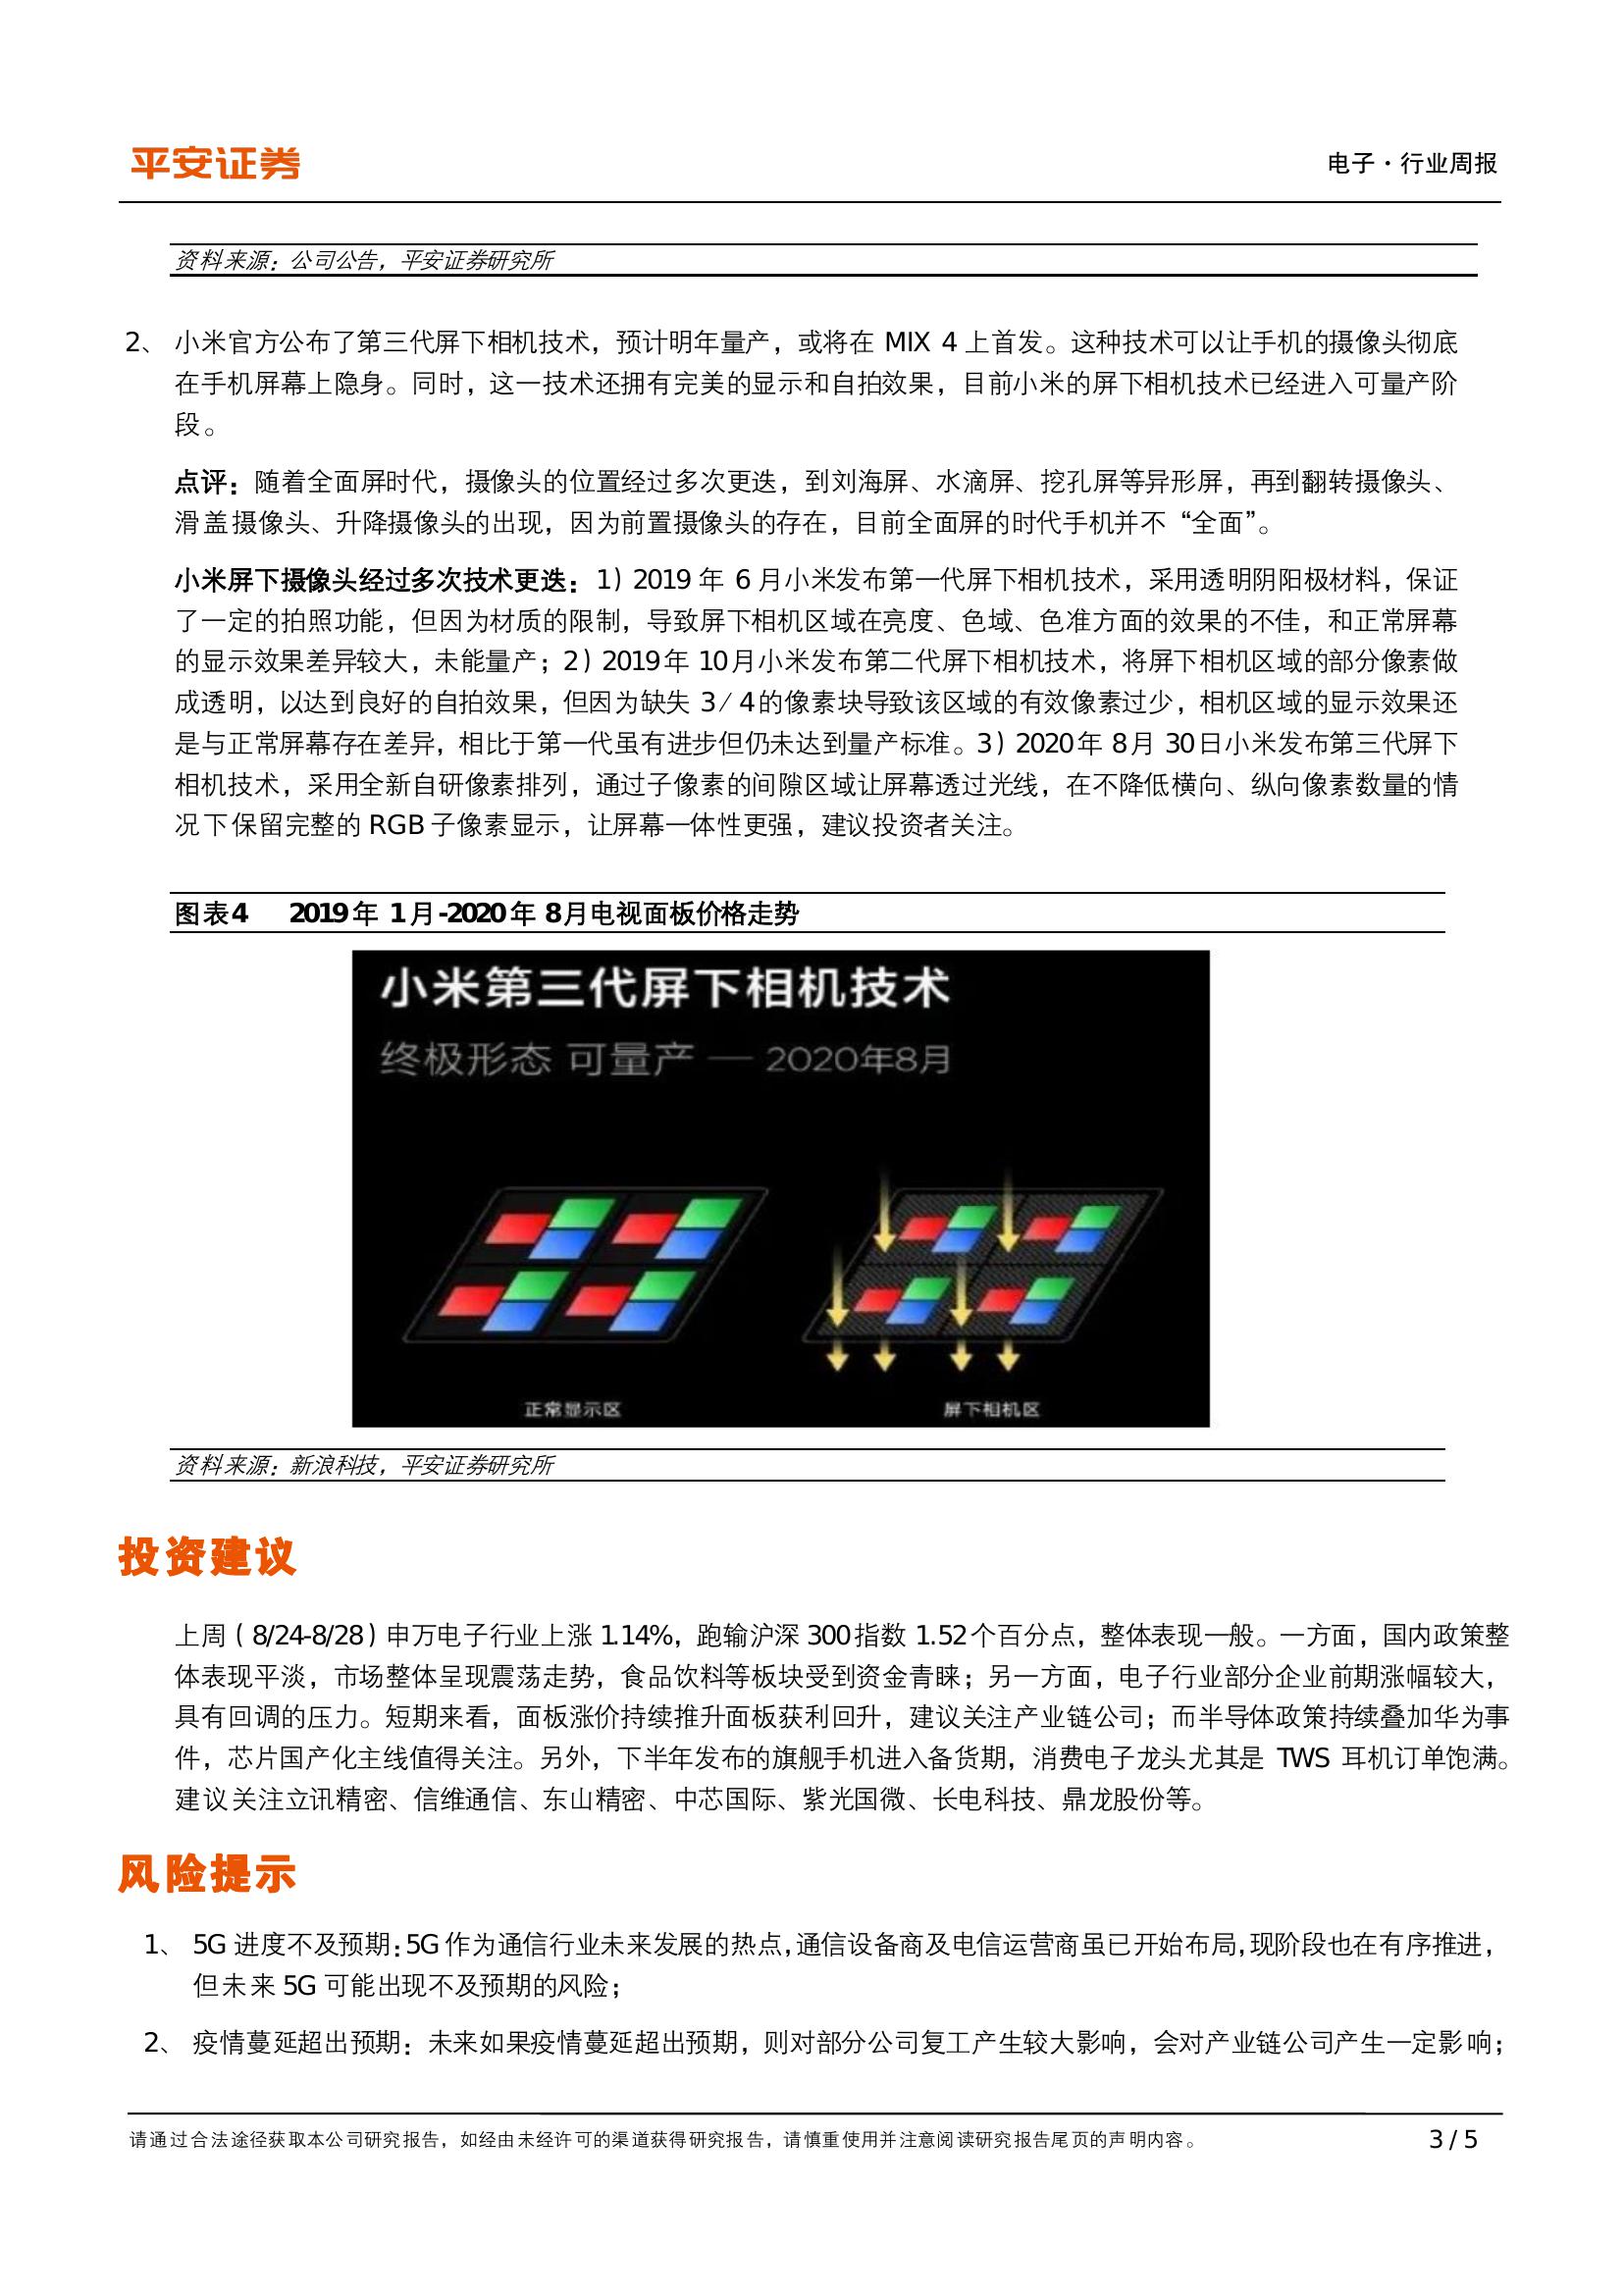 平安证券
电子·行业周报
资料来源：公司公告，平安证券研究所
2、 小米官方公布了第三代屏下相机技术，预计明年量产，或将在 MIX 4 上首发。这种技术可以让手机的摄像头彻底
在手机屏幕上隐身。同时，这一技术还拥有完美的显示和自拍效果，目前小米的屏下相机技术已经进入可量产阶
段。
点评：随着全面屏时代，摄像头的位置经过多次更迭，到刘海屏、水滴屏、挖孔屏等异形屏，再到翻转摄像头、
滑盖摄像头、升降摄像头的出现，因为前置摄像头的存在，目前全面屏的时代手机并不“全面”。
小米屏下摄像头经过多次技术更迭：1）2019 年 6 月小米发布第一代屏下相机技术，采用透明阴阳极材料，保证
了一定的拍照功能，但因为材质的限制，导致屏下相机区域在亮度、色域、色准方面的效果的不佳，和正常屏幕
的显示效果差异较大，未能量产；2）2019 年 10 月小米发布第二代屏下相机技术，将屏下相机区域的部分像素做
成透明，以达到良好的自拍效果，但因为缺失 3/4 的像素块导致该区域的有效像素过少，相机区域的显示效果还
是与正常屏幕存在差异，相比于第一代虽有进步但仍未达到量产标准。3）2020 年 8 月 30 日小米发布第三代屏下
相机技术，采用全新自研像素排列，通过子像素的间隙区域让屏幕透过光线，在不降低横向、纵向像素数量的情
况下保留完整的 RGB 子像素显示，让屏幕一体性更强，建议投资者关注。
图表4 2019 年 1 月-2020 年 8 月电视面板价格走势
小米第三代屏下相机技术
终极形态 可量产 — 2020年8月
正常显示区 屏下相机区
资料来源：新浪科技，平安证券研究所
投资建议
上周（8/24-8/28）申万电子行业上涨 1.14%，跑输沪深 300 指数 1.52 个百分点，整体表现一般。一方面，国内政策整
体表现平淡，市场整体呈现震荡走势，食品饮料等板块受到资金青睐；另一方面，电子行业部分企业前期涨幅较大，
具有回调的压力。短期来看，面板涨价持续推升面板获利回升，建议关注产业链公司；而半导体政策持续叠加华为事
件，芯片国产化主线值得关注。另外，下半年发布的旗舰手机进入备货期，消费电子龙头尤其是 TWS 耳机订单饱满。
建议关注立讯精密、信维通信、东山精密、中芯国际、紫光国微、长电科技、鼎龙股份等。
风险提示
1、 5G 进度不及预期：5G 作为通信行业未来发展的热点，通信设备商及电信运营商虽已开始布局，现阶段也在有序推进，
但未来 5G 可能出现不及预期的风险；
2、 疫情蔓延超出预期：未来如果疫情蔓延超出预期，则对部分公司复工产生较大影响，会对产业链公司产生一定影响；
请通过合法途径获取本公司研究报告，如经由未经许可的渠道获得研究报告，请慎重使用并注意阅读研究报告尾页的声明内容。
3 / 5